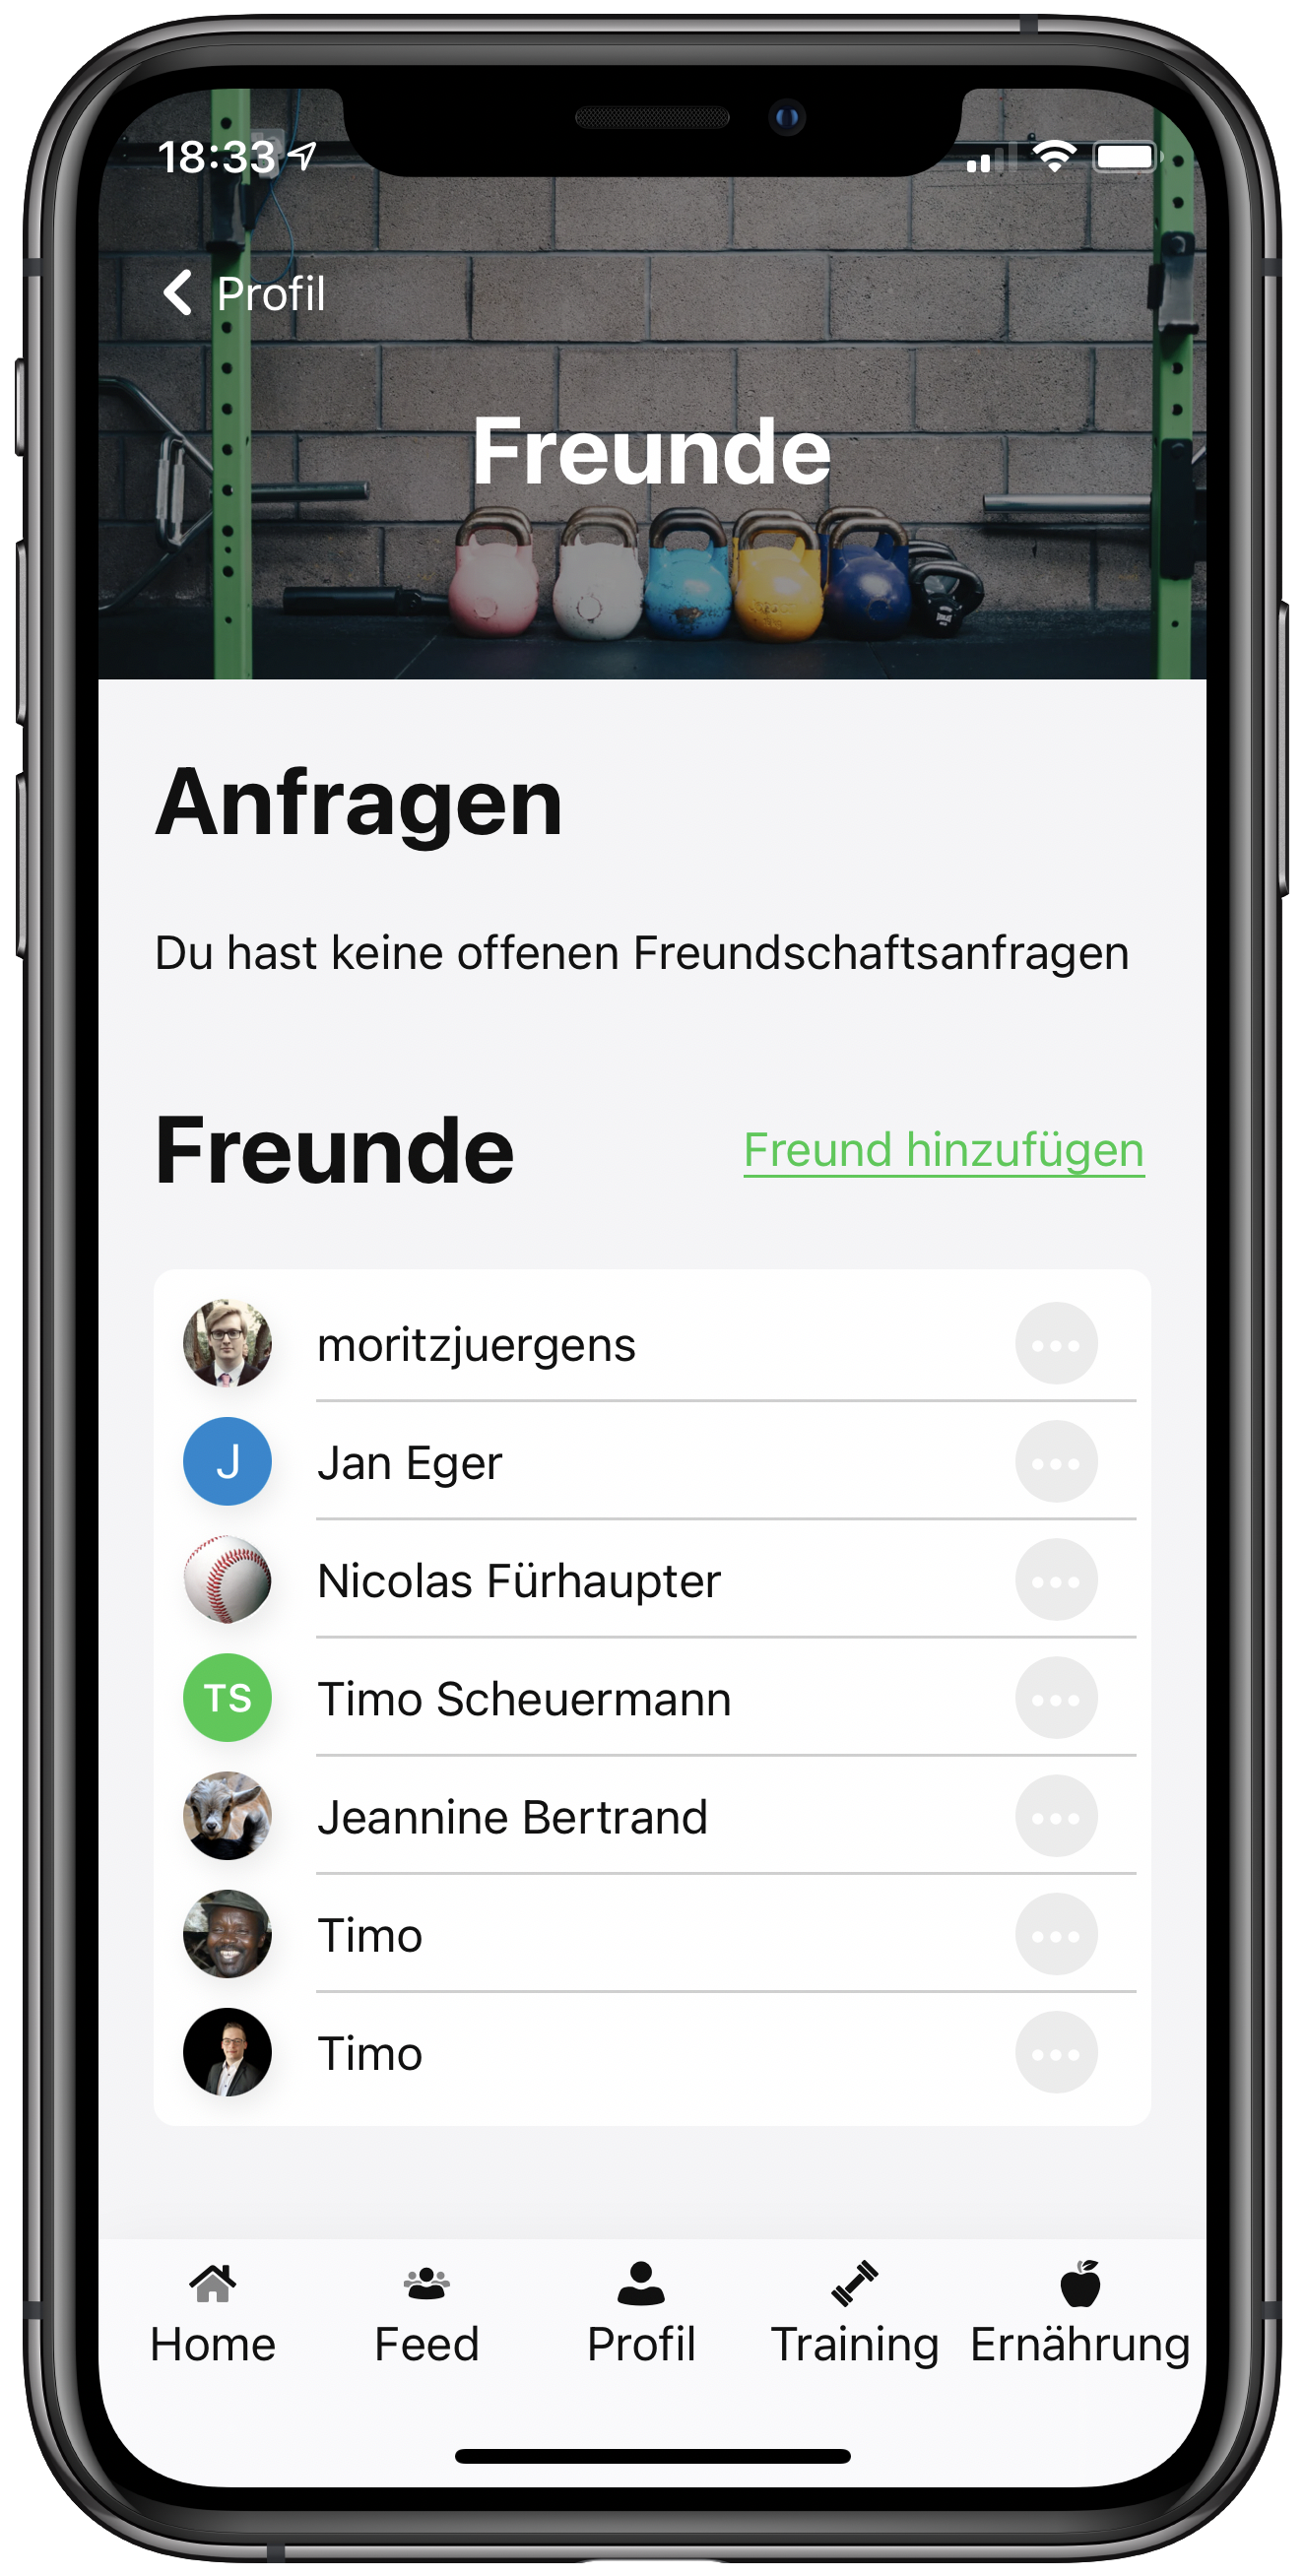 18:33
Profil
Freunde
Anfragen
Du hast keine offenen Freundschaftsanfragen
Freunde
Freund hinzufügen
moritzjuergens
J
Jan Eger
Nicolas Fürhaupter
TS
Timo Scheuermann
Jeannine Bertrand
Timo
Timo
Home
Feed
Profil
Training
Ernährung